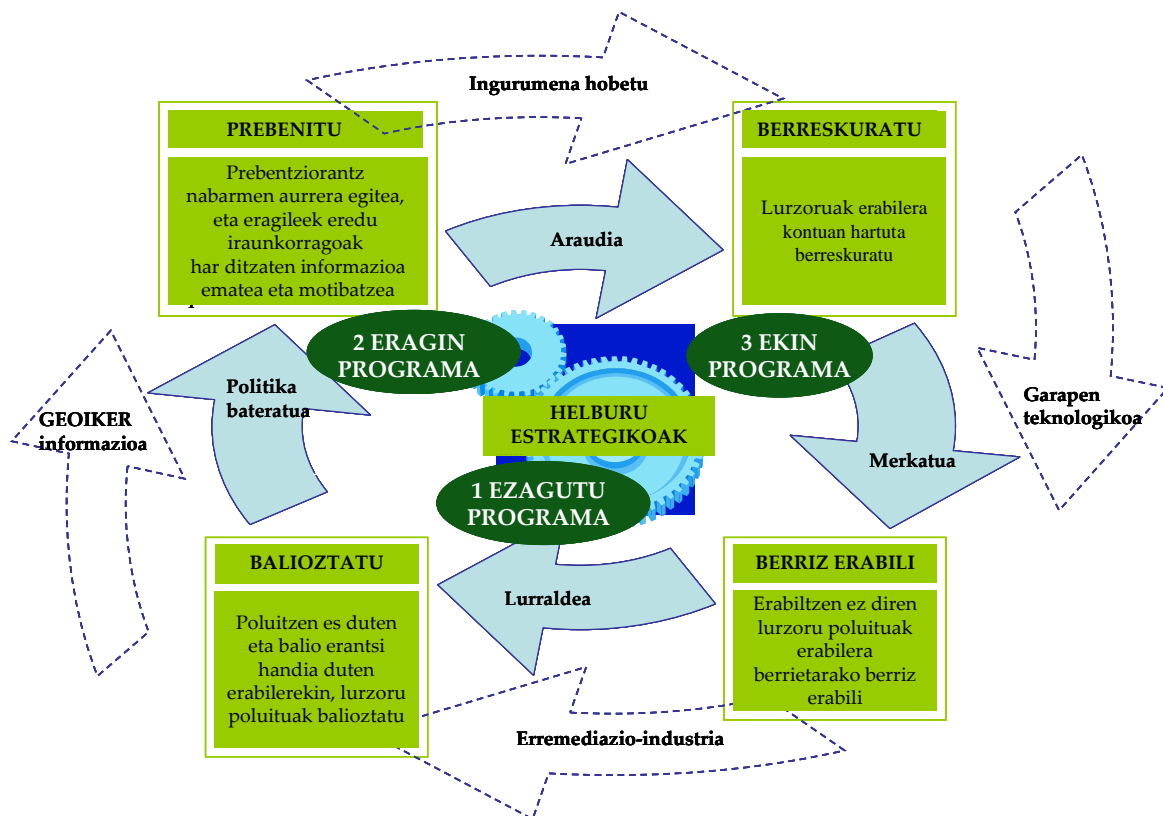 Ingurumena hobetu
PREBENITU
Prebentziorantz
nabarmen aurrera egitea,
eta eragileek eredu
iraunkorragoak
har ditzaten informazioa
ematea eta motibatzea
BERRESKURATU
Lurzoruak erabilera
kontuan hartuta
berreskuratu
Araudia
2 ERAGIN
PROGRAMA
3 EKIN
PROGRAMA
Politika
bateratua
GEOIKER
informazioa
HELBURU
ESTRATEGIKOAK
Garapen
teknologikoa
Merkatua
1 EZAGUTU
PROGRAMA
BALIOZTATU
Poluitzen es duten
eta balio erantsi
handia duten
erabilerekin, lurzoru
poluituak balioztatu
Lurraldea
BERRIZ ERABILI
Erabiltzen ez diren
lurzoru poluituak
erabilera
berrietarako berriz
erabili
Erremediazio-industria